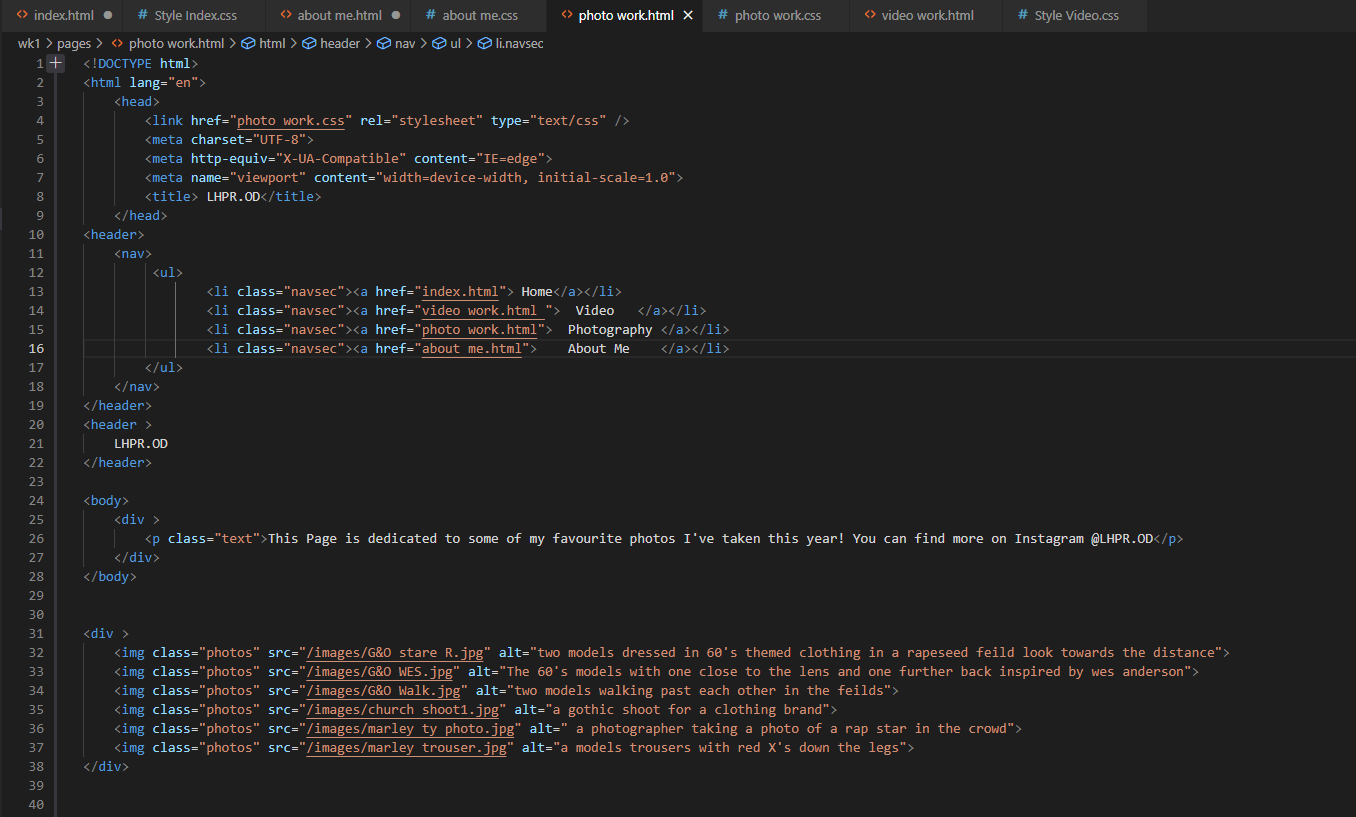 index.html Style Index.css about me.html about me.css photo work.html photo work.css video work.html Style Video.css
wk1 > pages > photo work.html > html > header > nav > ul > li.navsec
1 <!DOCTYPE html>
2 <html lang="en">
3 <head>
4 <link href="photo work.css" rel="stylesheet" type="text/css" />
5 <meta charset="UTF-8">
6 <meta http-equiv="X-UA-Compatible" content="IE=edge">
7 <meta name="viewport" content="width=device-width, initial-scale=1.0">
8 <title> LHPR.OD</title>
9 </head>
10 <header>
11 <nav>
12 <ul>
13 <li class="navsec"><a href="index.html"> Home</a></li>
14 <li class="navsec"><a href="video work.html ">  Video   </a></li>
15 <li class="navsec"><a href="photo work.html">  Photography </a></li>
16 <li class="navsec"><a href="about me.html">    About Me    </a></li>
17 </ul>
18 </nav>
19 </header>
20 <header >
21 LHPR.OD
22 </header>
23
24 <body>
25 <div >
26 <p class="text">This Page is dedicated to some of my favourite photos I've taken this year! You can find more on Instagram @LHPR.OD</p>
27 </div>
28 </body>
29
30
31 <div >
32 <img class="photos" src="/images/G&O stare R.jpg" alt="two models dressed in 60's themed clothing in a rapeseed feild look towards the distance">
33 <img class="photos" src="/images/G&O WES.jpg" alt="The 60's models with one close to the lens and one further back inspired by wes anderson">
34 <img class="photos" src="/images/G&O Walk.jpg" alt="two models walking past each other in the feilds">
35 <img class="photos" src="/images/church shoot1.jpg" alt="a gothic shoot for a clothing brand">
36 <img class="photos" src="/images/marley ty photo.jpg" alt=" a photographer taking a photo of a rap star in the crowd">
37 <img class="photos" src="/images/marley trouser.jpg" alt="a models trousers with red X's down the legs">
38 </div>
39
40